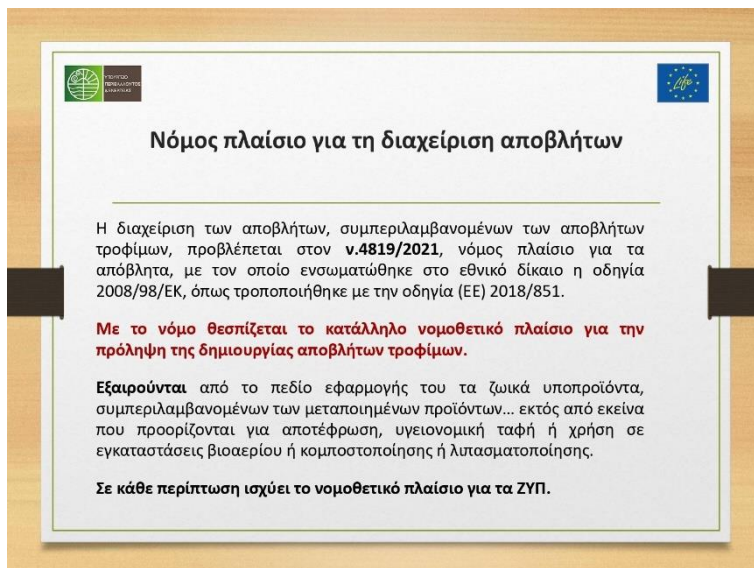 ΥΠΟΥΡΓΕΙΟ
ΠΕΡΙΒΑΛΛΟΝΤΟΣ
& ΕΝΕΡΓΕΙΑΣ
Life
Νόμος πλαίσιο για τη διαχείριση αποβλήτων
Η διαχείριση των αποβλήτων, συμπεριλαμβανομένων των αποβλήτων
τροφίμων, προβλέπεται στον ν.4819/2021, νόμος πλαίσιο για τα
απόβλητα, με τον οποίο ενσωματώθηκε στο εθνικό δίκαιο η οδηγία
2008/98/ΕΚ, όπως τροποποιήθηκε με την οδηγία (ΕΕ) 2018/851.
Με το νόμο θεσπίζεται το κατάλληλο νομοθετικό πλαίσιο για την
πρόληψη της δημιουργίας αποβλήτων τροφίμων.
Εξαιρούνται από το πεδίο εφαρμογής του τα ζωικά υποπροϊόντα,
συμπεριλαμβανομένων των μεταποιημένων προϊόντων... εκτός από εκείνα
που προορίζονται για αποτέφρωση, υγειονομική ταφή ή χρήση σε
εγκαταστάσεις βιοαερίου ή κομποστοποίησης ή λιπασματοποίησης.
Σε κάθε περίπτωση ισχύει το νομοθετικό πλαίσιο για τα ΖΥΠ.